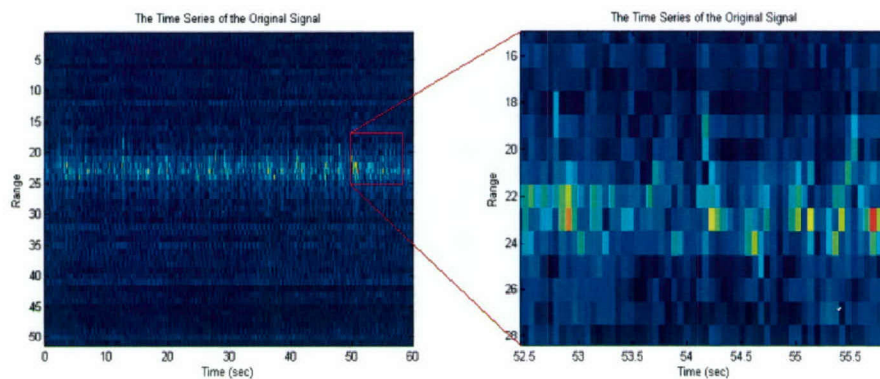 The Time Series of the Original Signal
Range
5
10
15
20
25
30
35
40
45
50
0 10 20 30 40 50 60
Time (sec)
The Time Series of the Original Signal
Range
16
18
20
22
24
26
28
52.5 53 53.5 54 54.5 55 55.5
Time (sec)